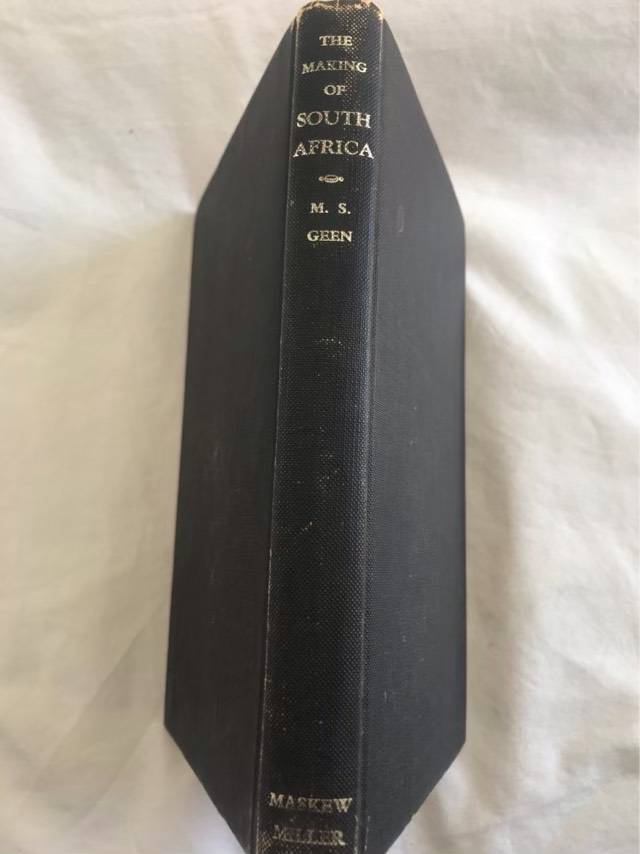 THE
MAKING
OF
SOUTH
AFRICA
M. S.
GEEN
MASKEW
MILLER